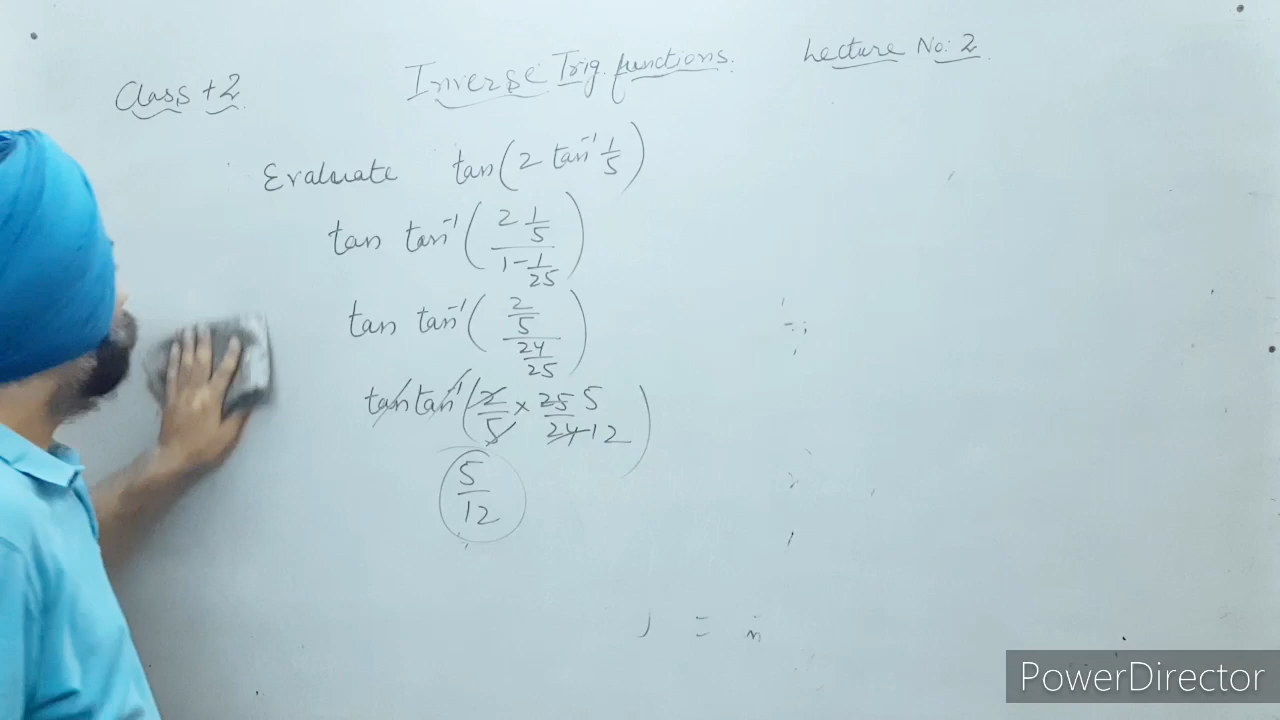 Class +2
Inverse Trig. functions.
Lecture No: 2
Evaluate tan(2 tan⁻¹ 1/5)
tan tan⁻¹((2 1/5)/(1 - 1/25))
tan tan⁻¹((2/5)/(24/25))
tan tan⁻¹(2/5 × 25/24 5 12)
5/12
=
PowerDirector